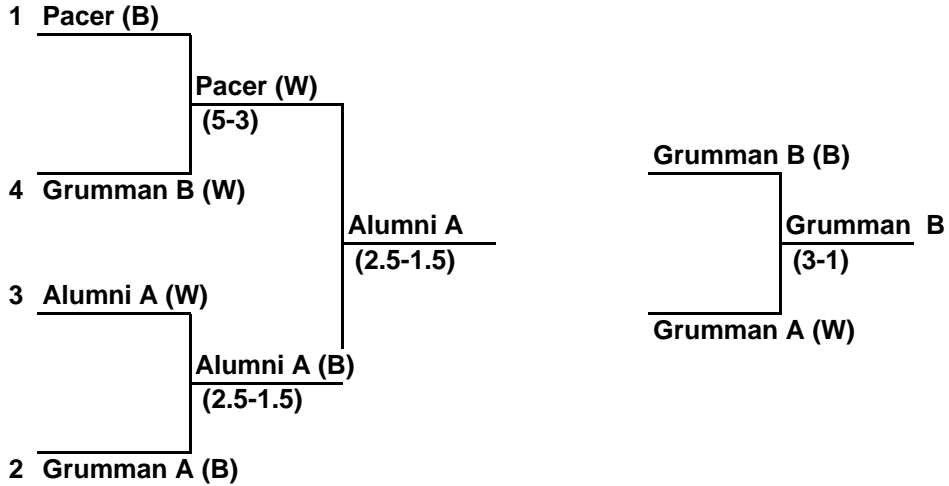 1 Pacer (B)
Pacer (W)
(5-3)
4 Grumman B (W)
Alumni A
(2.5-1.5)
3 Alumni A (W)
Alumni A (B)
(2.5-1.5)
2 Grumman A (B)
Grumman B (B)
Grumman B
(3-1)
Grumman A (W)